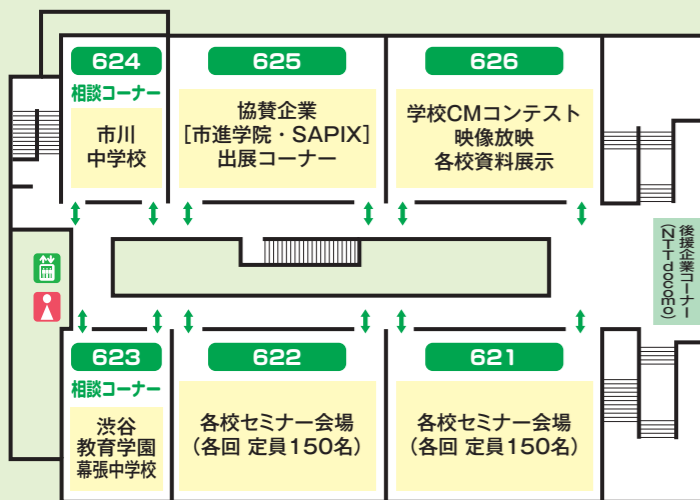 624
相談コーナー
市川
中学校
625
協賛企業
[市進学院・SAPIX]
出展コーナー
626
学校CMコンテスト
映像放映
各校資料展示
後援企業コーナー
(NTTdocomo)
623
相談コーナー
渋谷
教育学園
幕張中学校
622
各校セミナー会場
(各回 定員150名)
621
各校セミナー会場
(各回 定員150名)